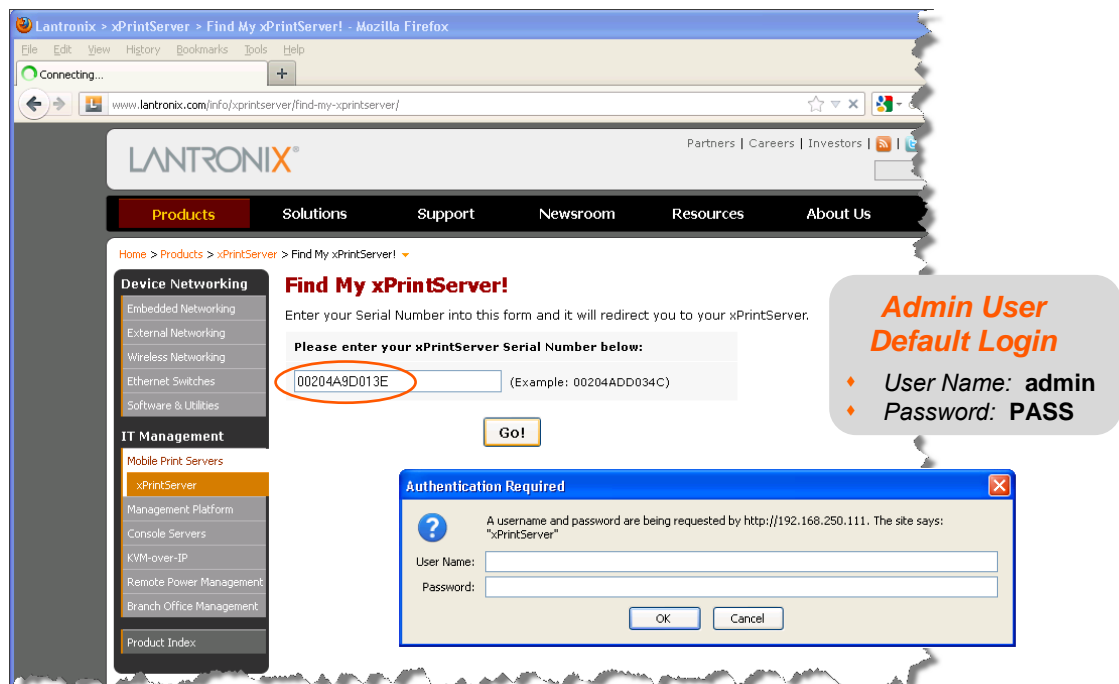 Lantronix > xPrintServer > Find My xPrintServer! - Mozilla Firefox
File Edit View History Bookmarks Tools Help
Connecting...
www.lantronix.com/info/xprintserver/find-my-xprintserver/
LANTRONIX®
Partners | Careers | Investors |
Products Solutions Support Newsroom Resources About Us
Home > Products > xPrintServer > Find My xPrintServer!
Device Networking
Embedded Networking
External Networking
Wireless Networking
Ethernet Switches
Software & Utilities
IT Management
Mobile Print Servers
xPrintServer
Management Platform
Console Servers
KVM-over-IP
Remote Power Management
Branch Office Management
Product Index
Find My xPrintServer!
Enter your Serial Number into this form and it will redirect you to your xPrintServer.
Please enter your xPrintServer Serial Number below:
00204A9D013E (Example: 00204ADD034C)
Go!
Admin User
Default Login
User Name: admin
Password: PASS
Authentication Required
A username and password are being requested by http://192.168.250.111. The site says:
"xPrintServer"
User Name:
Password:
OK Cancel